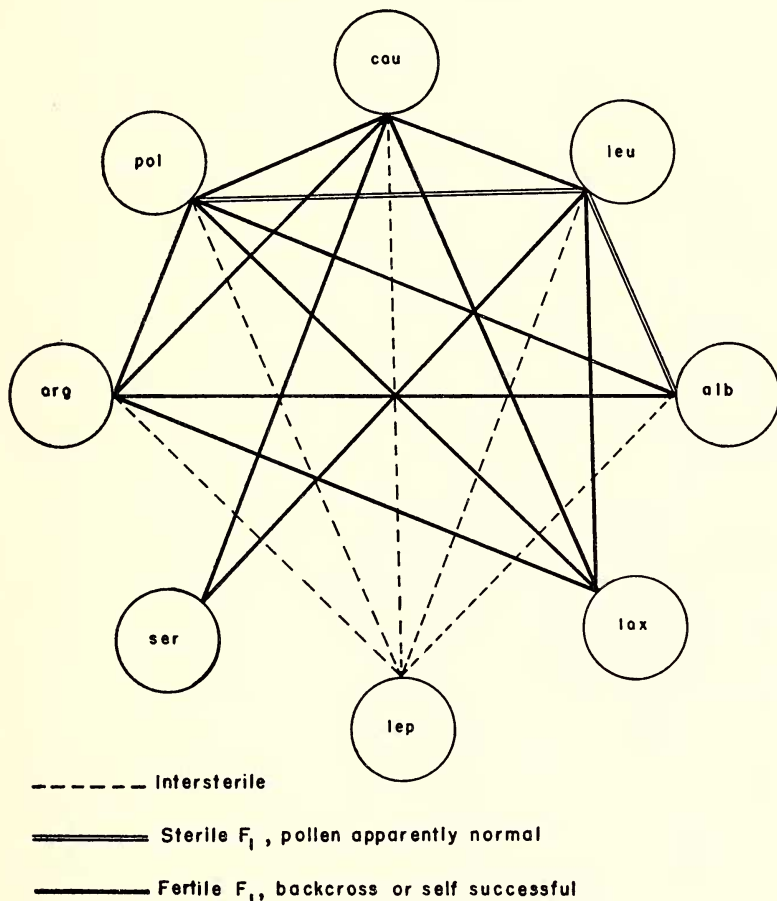 cau
pol
leu
arg
alb
ser
lax
lep
Intersterile
Sterile F₁, pollen apparently normal
Fertile F₁, backcross or self successful